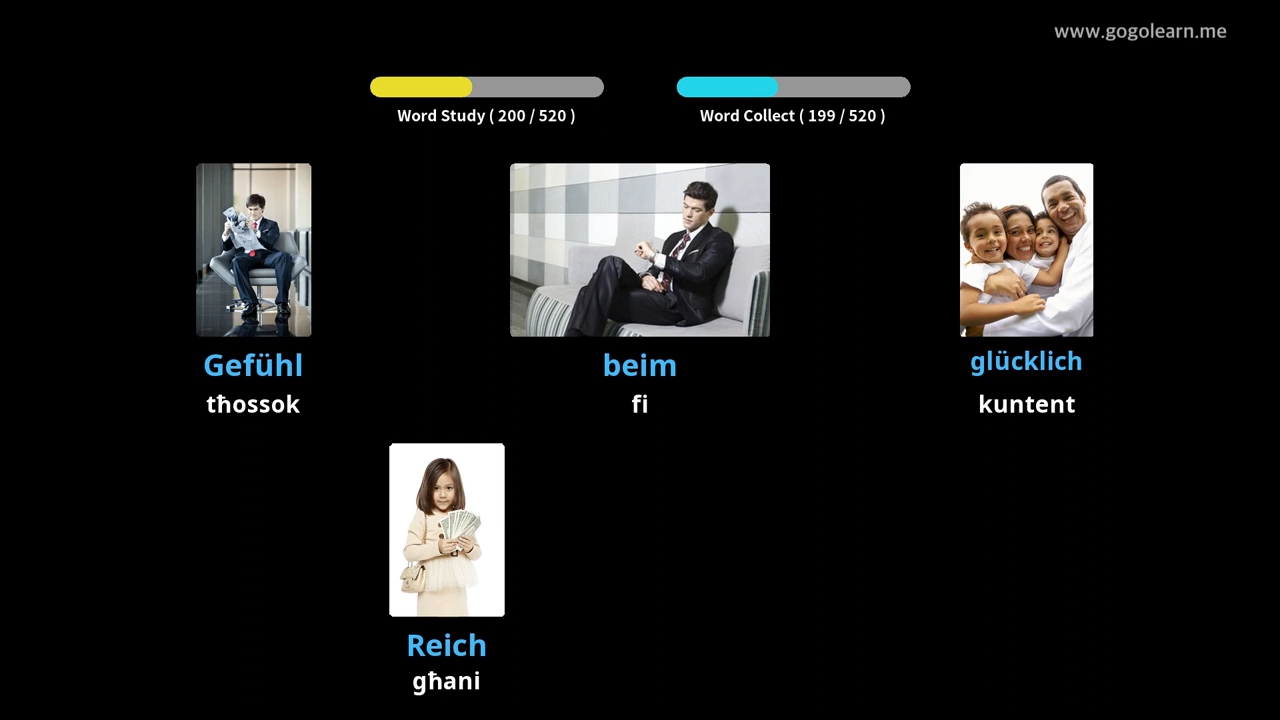 www.gogolearn.me
Word Study ( 200 / 520 )
Word Collect ( 199 / 520 )
Gefühl
beim
glücklich
tħossok
fi
kuntent
Reich
għani